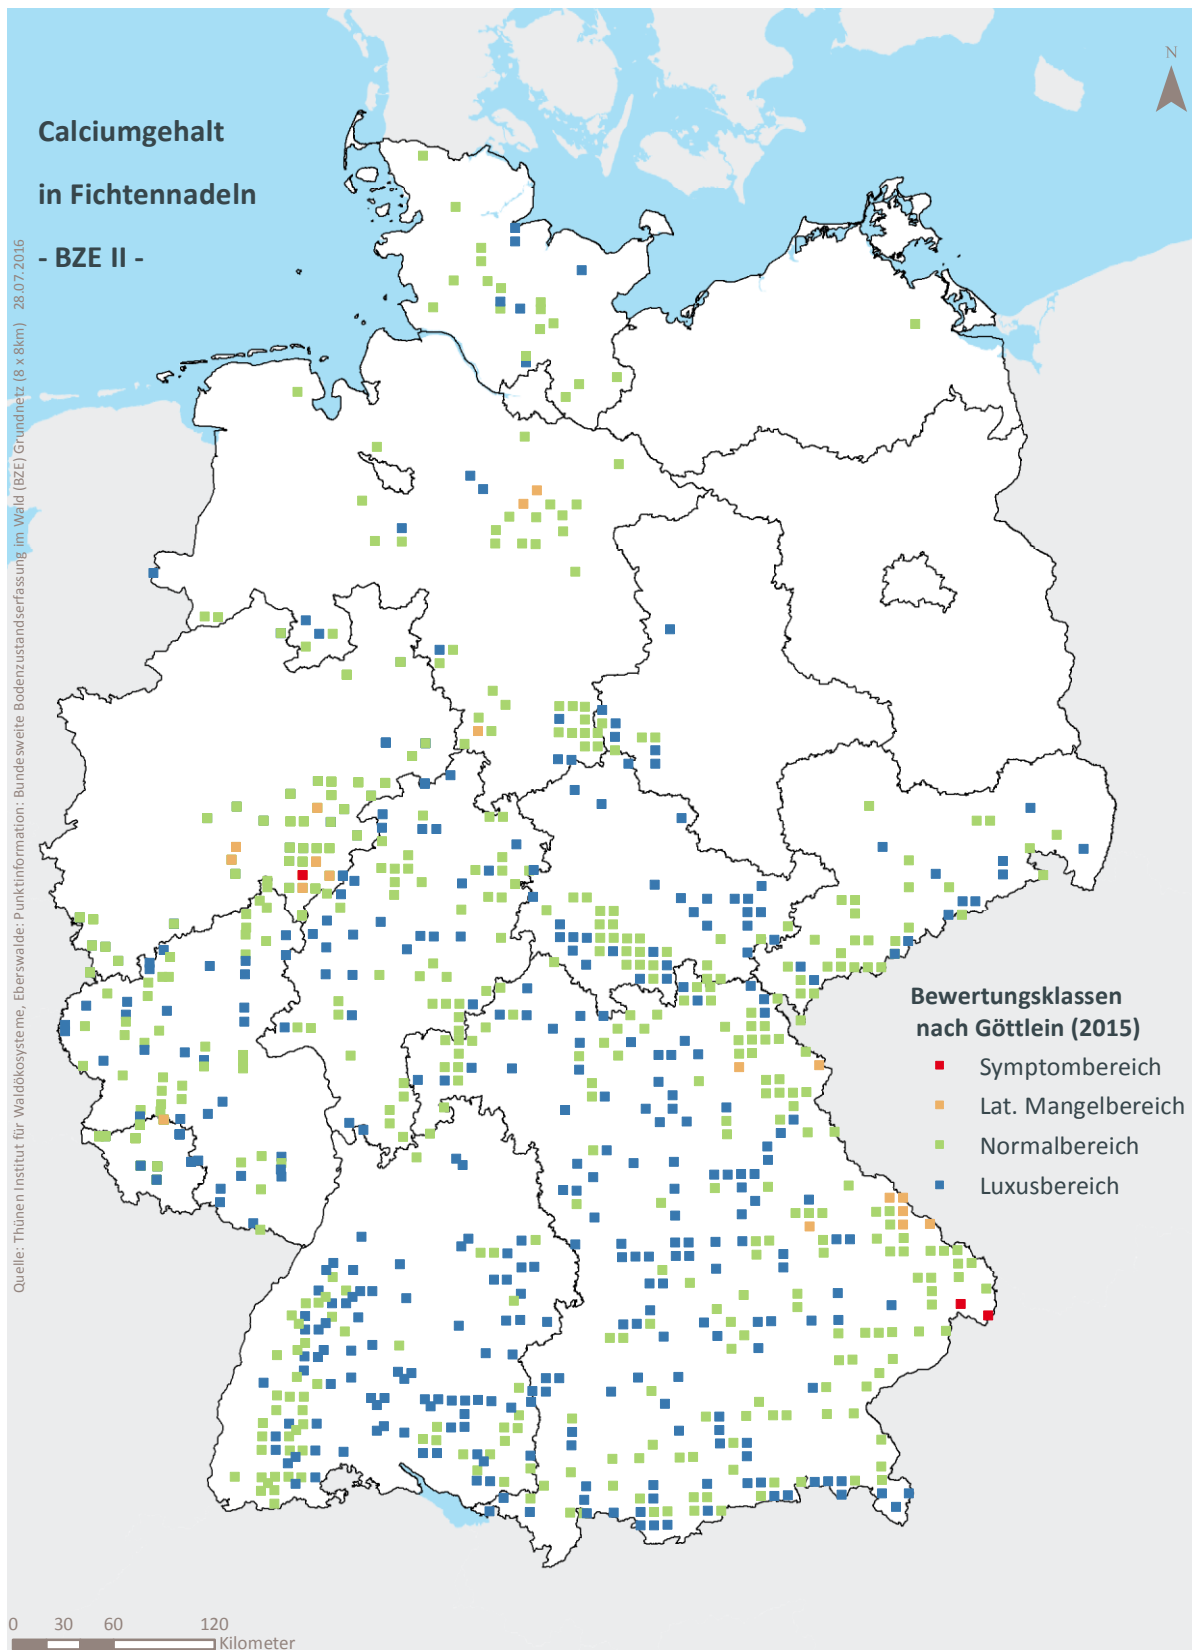 Calciumgehalt
in Fichtennadeln
- BZE II -
N
Quelle: Thünen Institut für Waldökosysteme, Eberswalde: Punktinformation: Bundesweite Bodenzustandserfassung im Wald (BZE) Grundnetz (8 x 8km) 28.07.2016
Bewertungsklassen
nach Göttlein (2015)
Symptombereich
Lat. Mangelbereich
Normalbereich
Luxusbereich
0 30 60 120
Kilometer